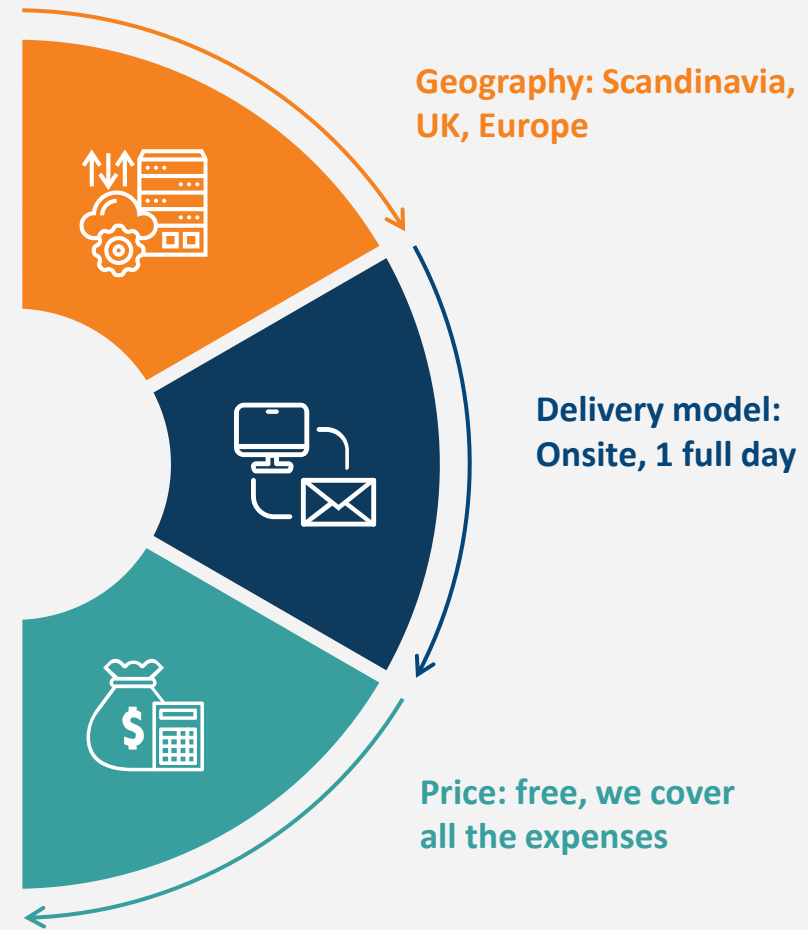 Geography: Scandinavia,
UK, Europe
Delivery model:
Onsite, 1 full day
$
Price: free, we cover
all the expenses